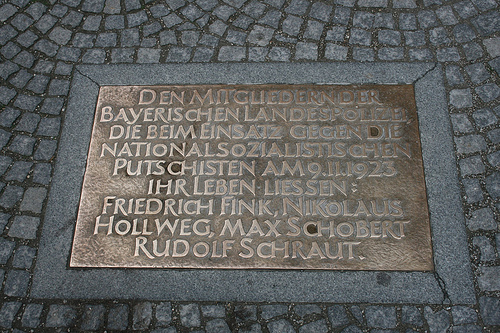 DEN MITGLIEDERN DER
BAYERISCHEN LANDESPOLIZEI,
DIE BEIM EINSATZ GEGEN DIE
NATIONALSOZIALISTISCHEN
PUTSCHISTEN AM 9.11.1923
IHR LEBEN LIESSEN:
FRIEDRICH FINK, NIKOLAUS
HOLLWEG, MAX SCHOBERT
RUDOLF SCHRAUT.